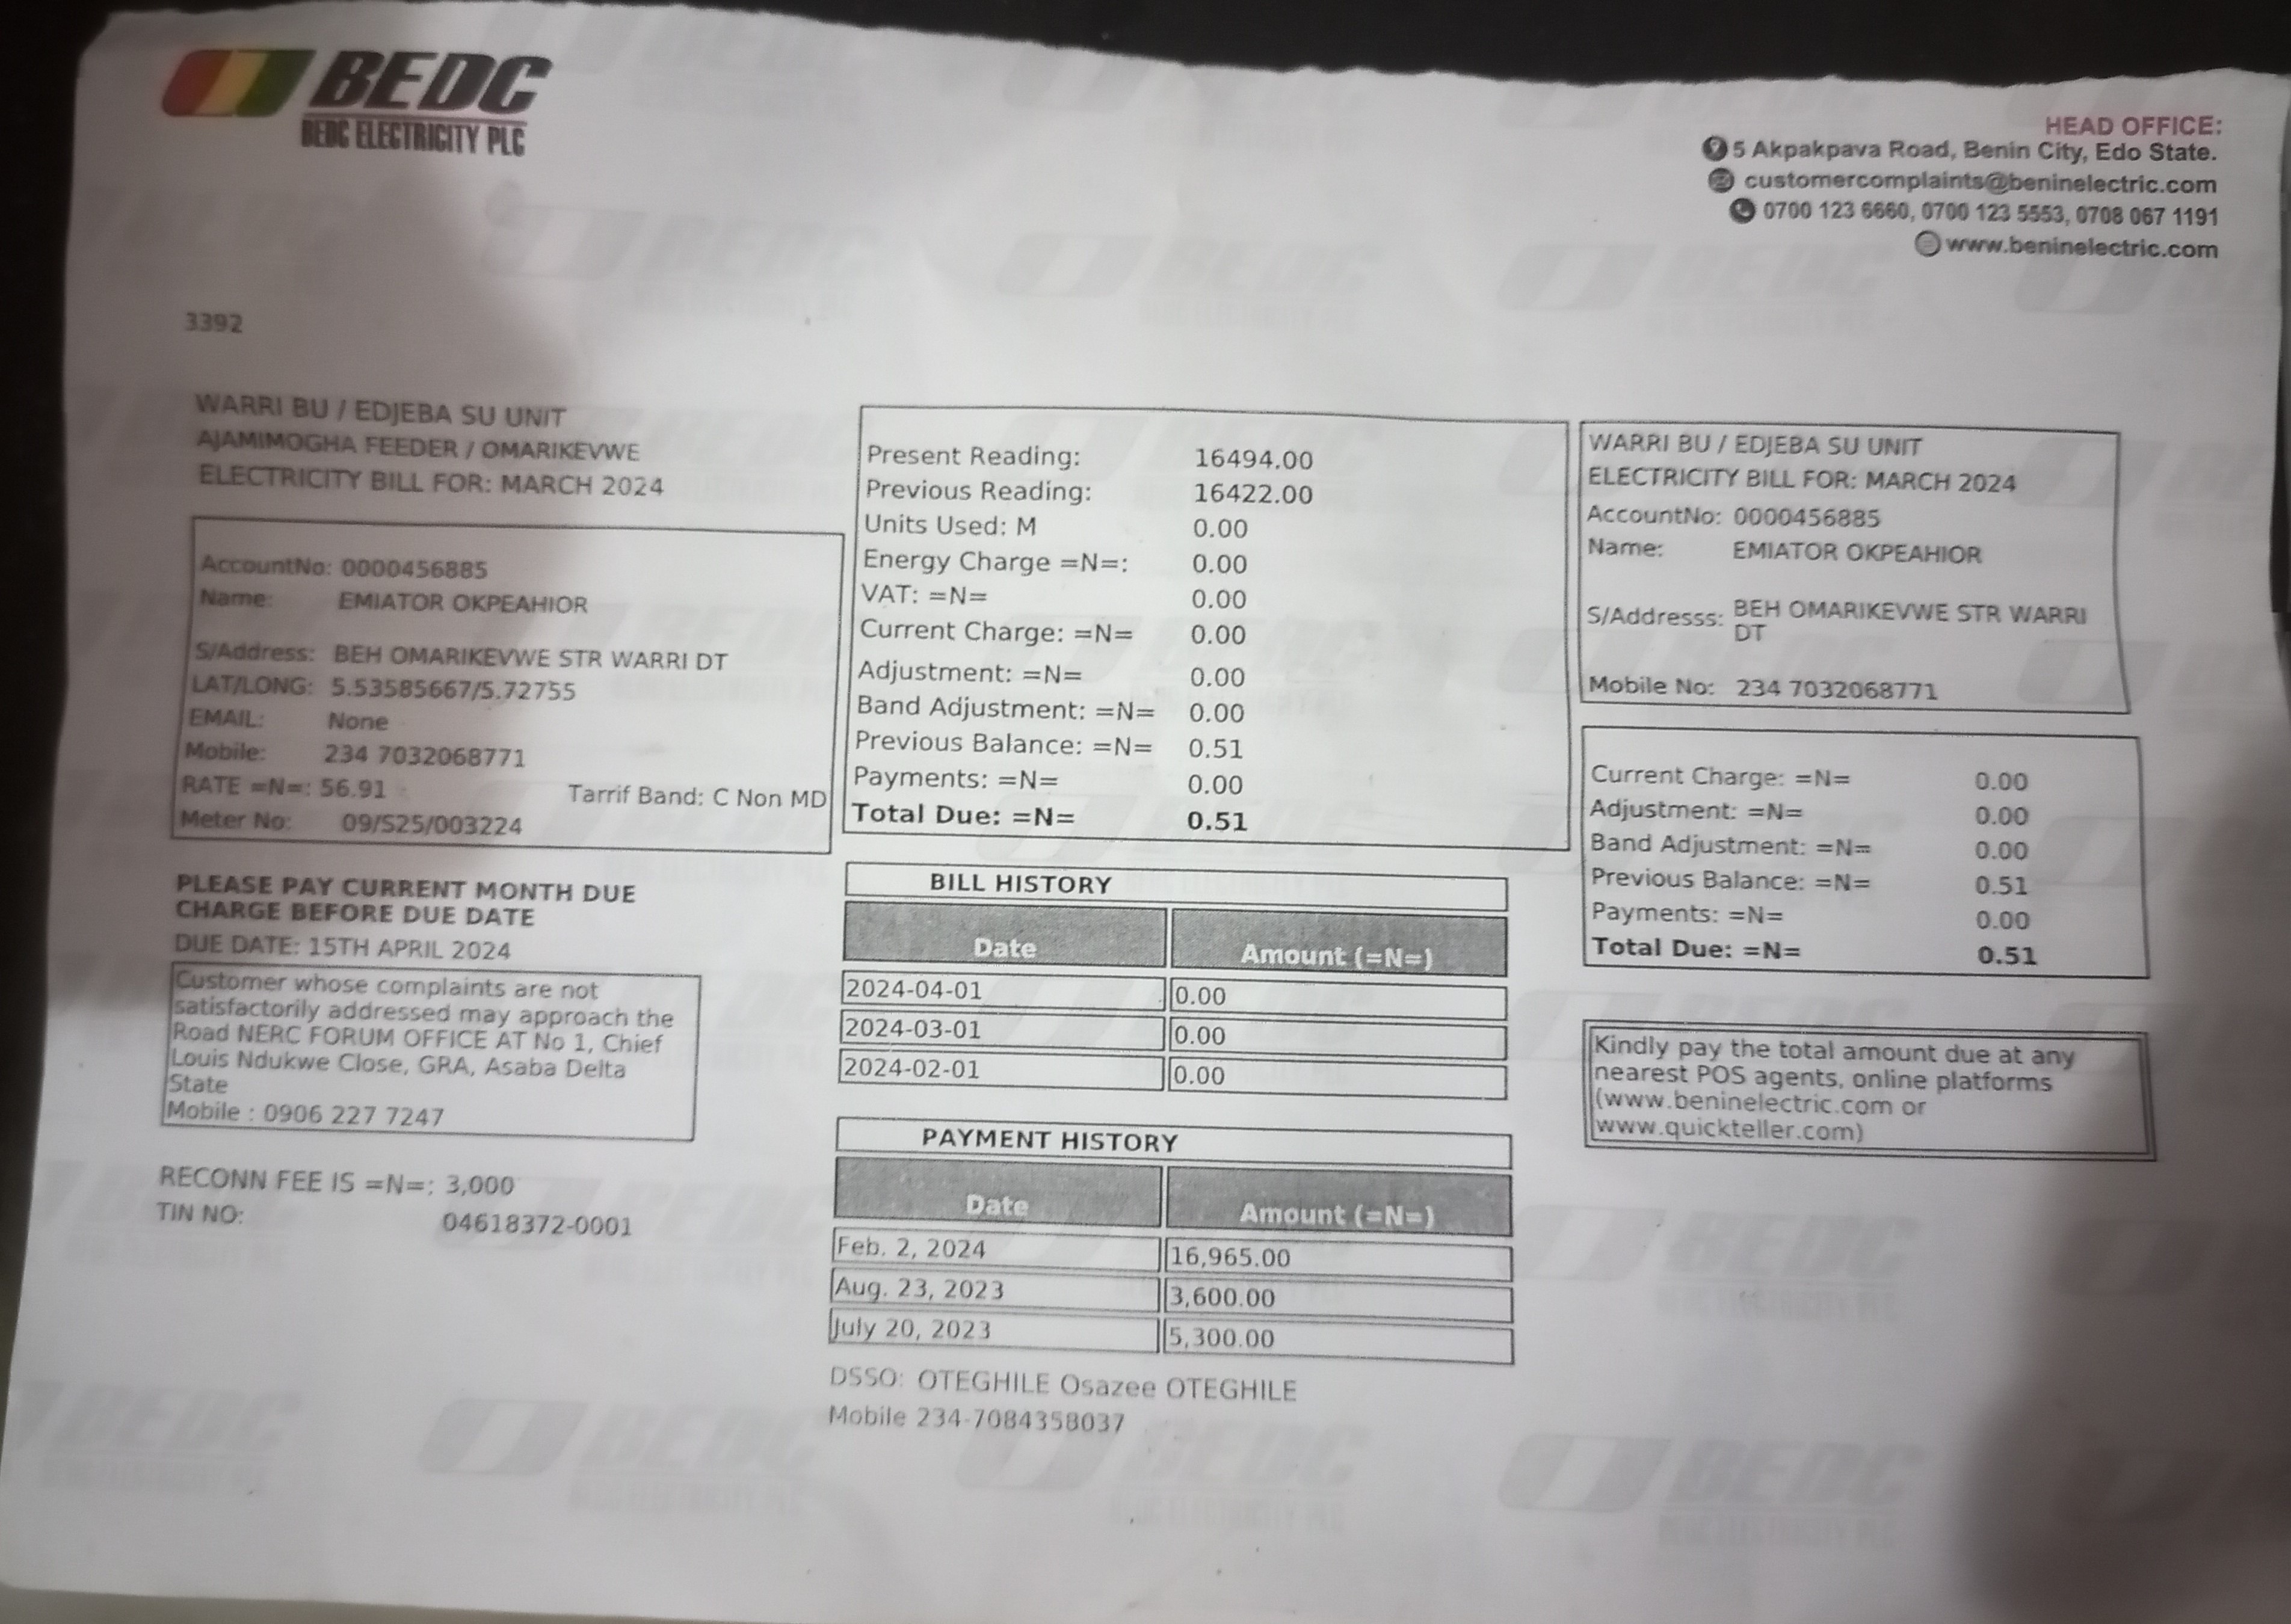 BEDC
BEDC ELECTRICITY PLC
HEAD OFFICE:
5 Akpakpava Road, Benin City, Edo State.
customercomplaints@beninelectric.com
0700 123 6660, 0700 123 5553, 0708 067 1191
www.beninelectric.com
3392
WARRI BU / EDJEBA SU UNIT
AJAMIMOGHA FEEDER / OMARIKEVWE
ELECTRICITY BILL FOR: MARCH 2024
AccountNo: 0000456885
Name: EMIATOR OKPEAHIOR
S/Address: BEH OMARIKEVWE STR WARRI DT
LAT/LONG: 5.53585667/5.72755
EMAIL: None
Mobile: 234 7032068771
RATE =N=: 56.91 Tarrif Band: C Non MD
Meter No: 09/S25/003224
PLEASE PAY CURRENT MONTH DUE
CHARGE BEFORE DUE DATE
DUE DATE: 15TH APRIL 2024
Customer whose complaints are not
satisfactorily addressed may approach the
Road NERC FORUM OFFICE AT No 1, Chief
Louis Ndukwe Close, GRA, Asaba Delta
State
Mobile : 0906 227 7247
RECONN FEE IS =N=: 3,000
TIN NO: 04618372-0001
Present Reading: 16494.00
Previous Reading: 16422.00
Units Used: M 0.00
Energy Charge =N=: 0.00
VAT: =N= 0.00
Current Charge: =N= 0.00
Adjustment: =N= 0.00
Band Adjustment: =N= 0.00
Previous Balance: =N= 0.51
Payments: =N= 0.00
Total Due: =N= 0.51
BILL HISTORY
Date Amount (=N=)
2024-04-01 0.00
2024-03-01 0.00
2024-02-01 0.00
PAYMENT HISTORY
Date Amount (=N=)
Feb. 2, 2024 16,965.00
Aug. 23, 2023 3,600.00
July 20, 2023 5,300.00
DSSO: OTEGHILE Osazee OTEGHILE
Mobile 234-7084358037
WARRI BU / EDJEBA SU UNIT
ELECTRICITY BILL FOR: MARCH 2024
AccountNo: 0000456885
Name: EMIATOR OKPEAHIOR
S/Addresss: BEH OMARIKEVWE STR WARRI
DT
Mobile No: 234 7032068771
Current Charge: =N= 0.00
Adjustment: =N= 0.00
Band Adjustment: =N= 0.00
Previous Balance: =N= 0.51
Payments: =N= 0.00
Total Due: =N= 0.51
Kindly pay the total amount due at any
nearest POS agents, online platforms
(www.beninelectric.com or
www.quickteller.com)